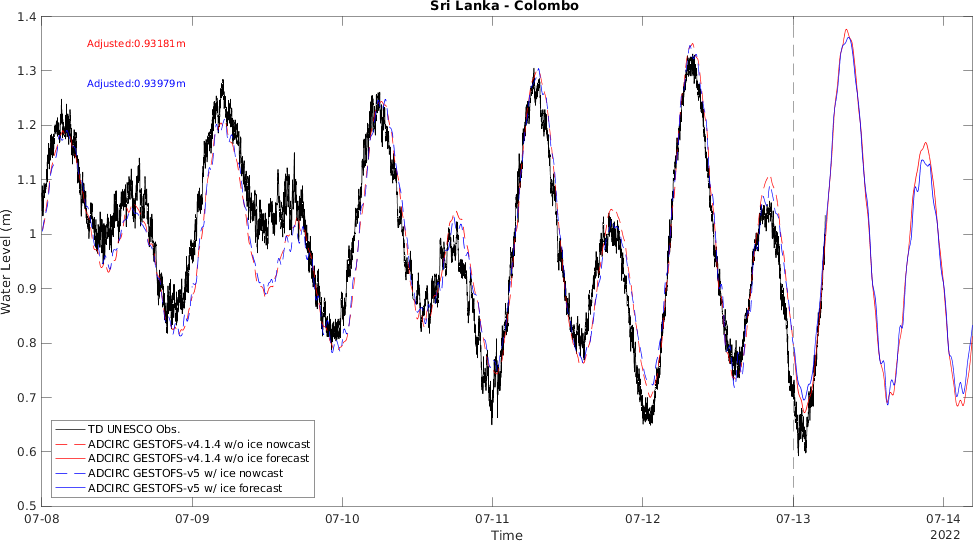 Sri Lanka - Colombo
1.4
1.3
1.2
1.1
1
0.9
0.8
0.7
0.6
0.5
Water Level (m)
Adjusted:0.93181m
Adjusted:0.93979m
TD UNESCO Obs.
ADCIRC GESTOFS-v4.1.4 w/o ice nowcast
ADCIRC GESTOFS-v4.1.4 w/o ice forecast
ADCIRC GESTOFS-v5 w/ ice nowcast
ADCIRC GESTOFS-v5 w/ ice forecast
07-08 07-09 07-10 07-11 07-12 07-13 07-14
2022
Time